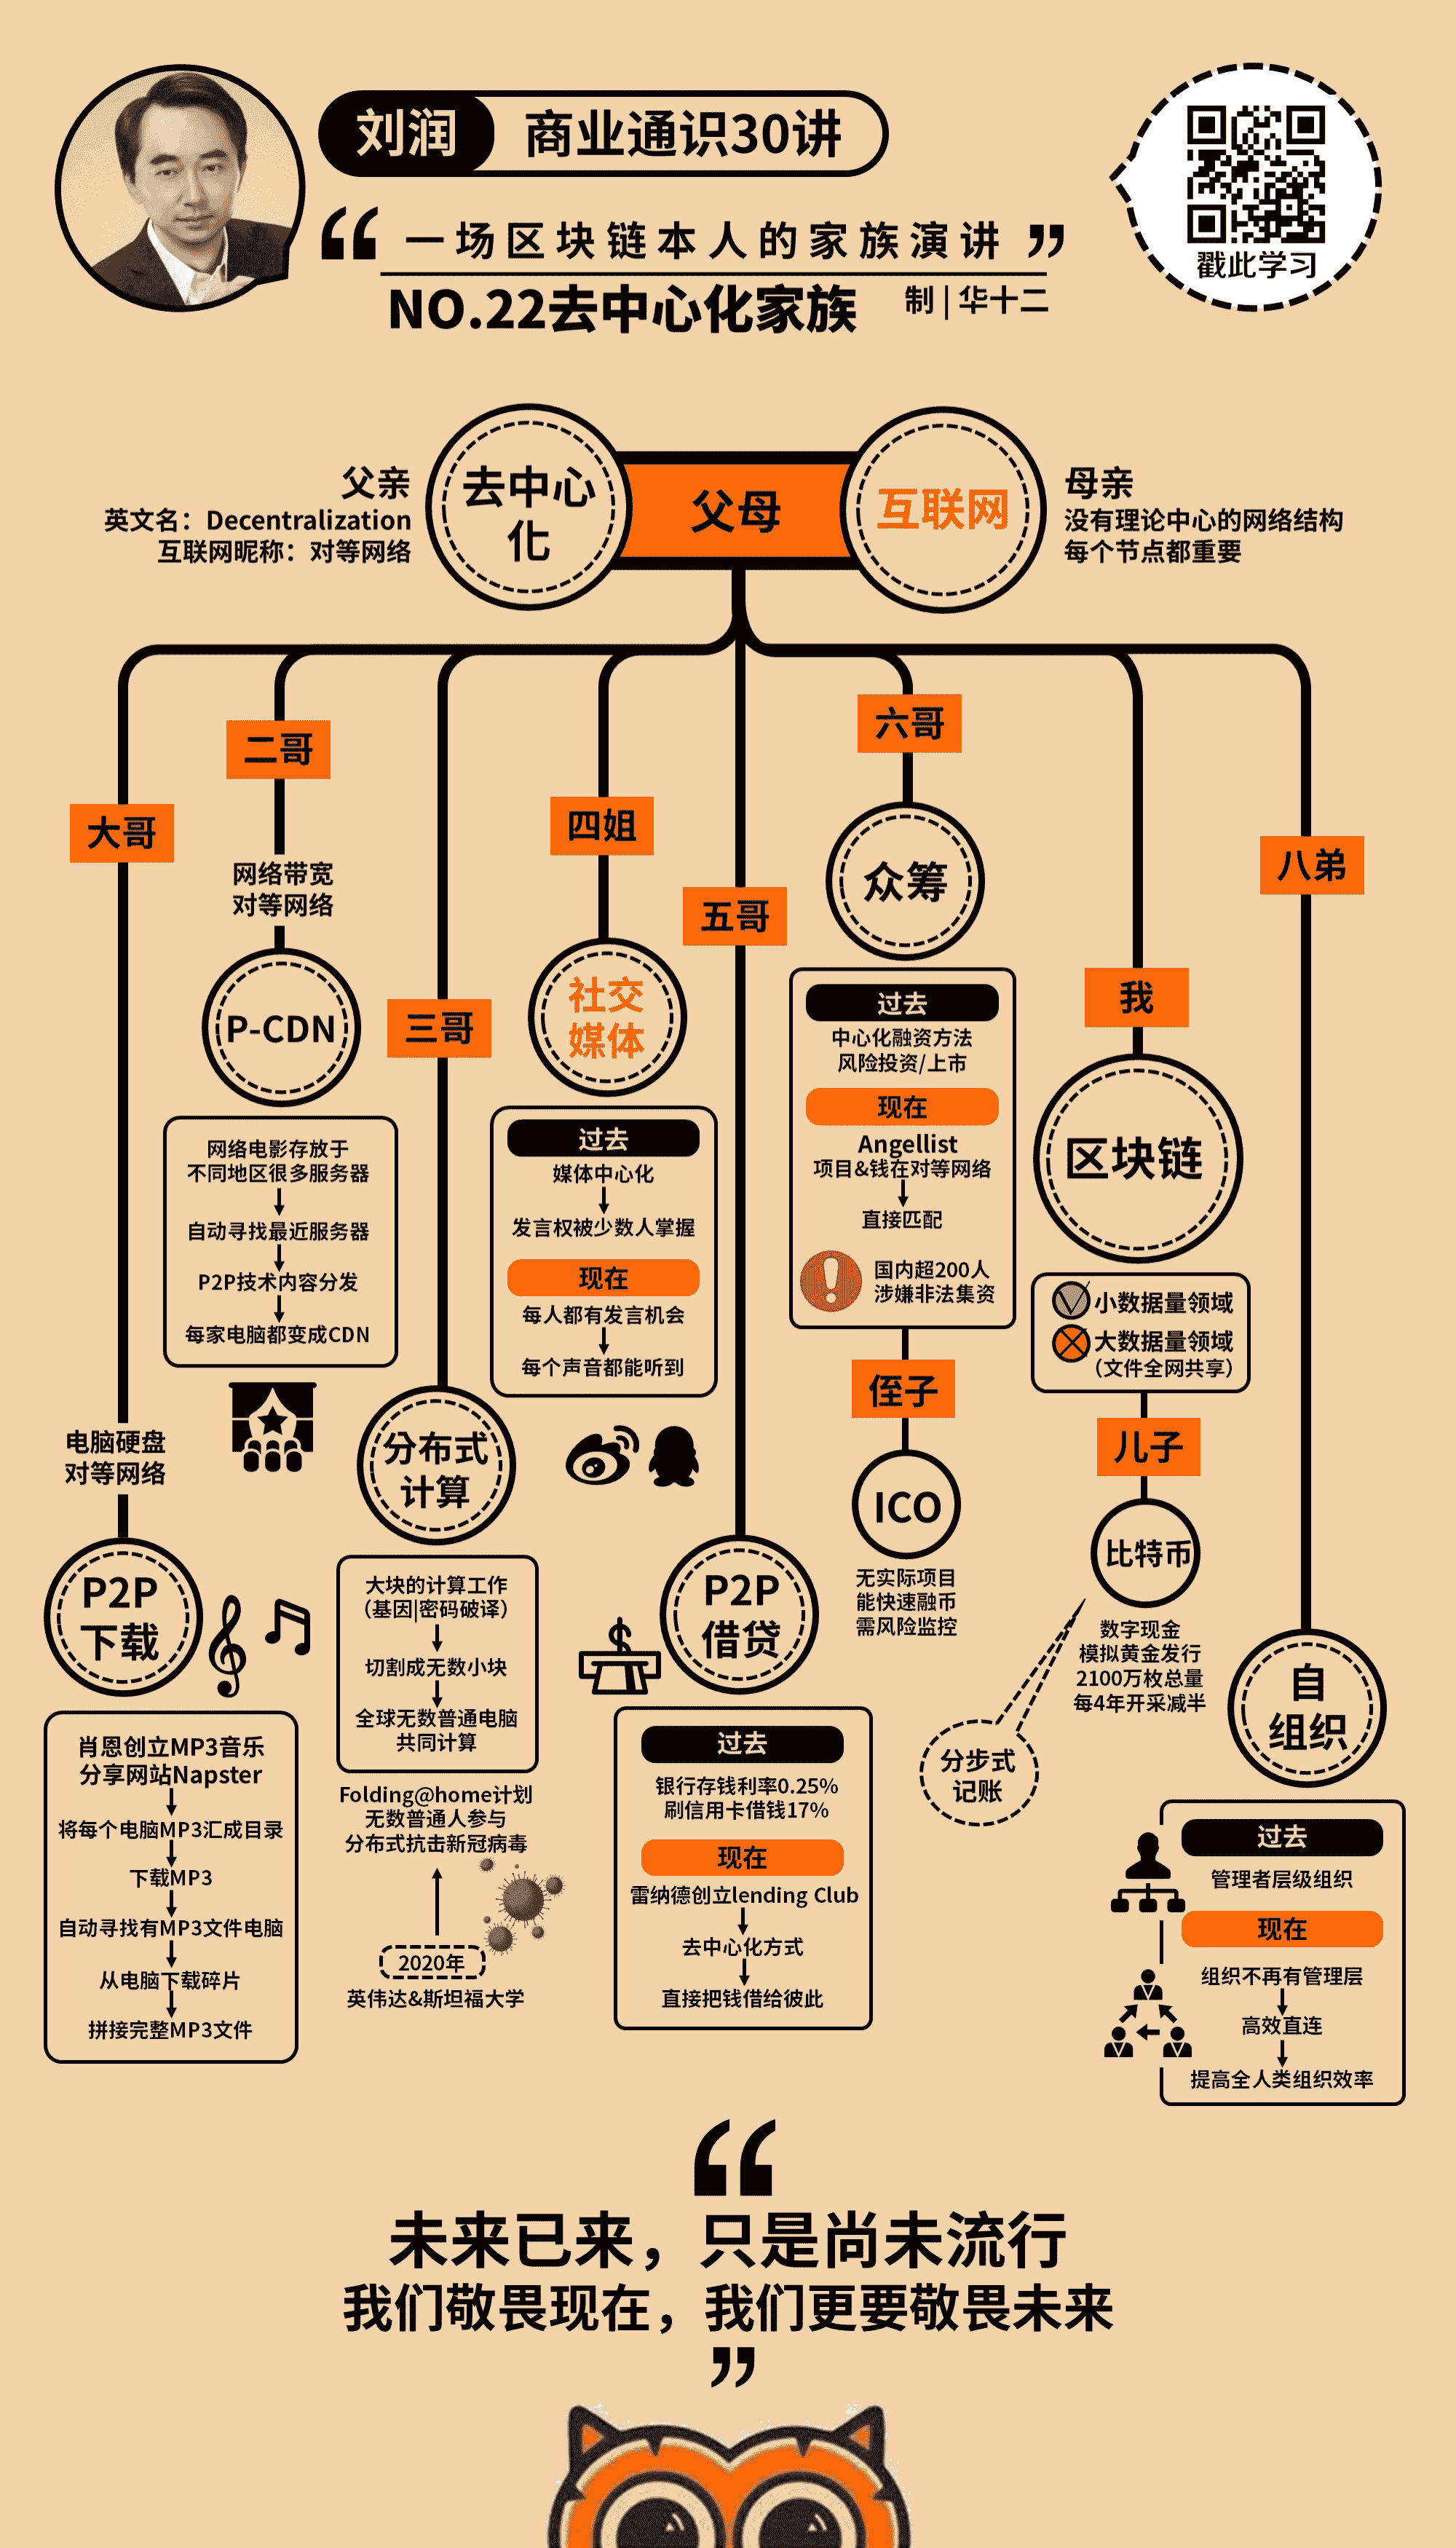 刘润 商业通识30讲
“一场区块链本人的家族演讲”
NO.22去中心化家族
制|华十二
戳此学习
父亲
英文名：Decentralization
互联网昵称：对等网络
去中心
化
父母
互联网
母亲
没有理论中心的网络结构
每个节点都重要
大哥
电脑硬盘
对等网络
P2P
下载
肖恩创立MP3音乐
分享网站Napster
将每个电脑MP3汇成目录
下载MP3
自动寻找有MP3文件电脑
从电脑下载碎片
拼接完整MP3文件
二哥
网络带宽
对等网络
P-CDN
网络电影存放于
不同地区很多服务器
自动寻找最近服务器
P2P技术内容分发
每家电脑都变成CDN
三哥
分布式
计算
大块的计算工作
（基因|密码破译）
切割成无数小块
全球无数普通电脑
共同计算
Folding@home计划
无数普通人参与
分布式抗击新冠病毒
2020年
英伟达&斯坦福大学
四姐
社交
媒体
过去
媒体中心化
发言权被少数人掌握
现在
每人都有发言机会
每个声音都能听到
五哥
P2P
借贷
过去
银行存钱利率0.25%
刷信用卡借钱17%
现在
雷纳德创立lending Club
去中心化方式
直接把钱借给彼此
六哥
众筹
过去
中心化融资方法
风险投资/上市
现在
Angellist
项目&钱在对等网络
直接匹配
国内超200人
涉嫌非法集资
侄子
ICO
无实际项目
能快速融币
需风险监控
我
区块链
小数据量领域
大数据量领域
（文件全网共享）
儿子
比特币
数字现金
模拟黄金发行
2100万枚总量
每4年开采减半
分步式
记账
八弟
自
组织
过去
管理者层级组织
现在
组织不再有管理层
高效直连
提高全人类组织效率
“
未来已来，只是尚未流行
我们敬畏现在，我们更要敬畏未来
”